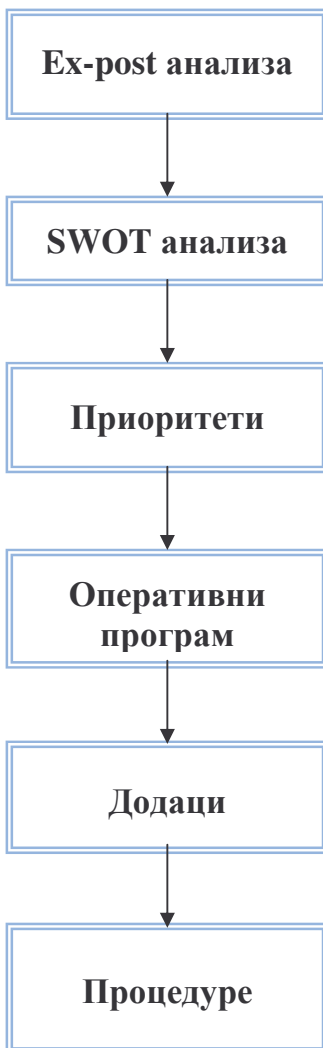 Ex-post анализа
SWOT анализа
Приоритети
Оперативни
програм
Додаци
Процедуре